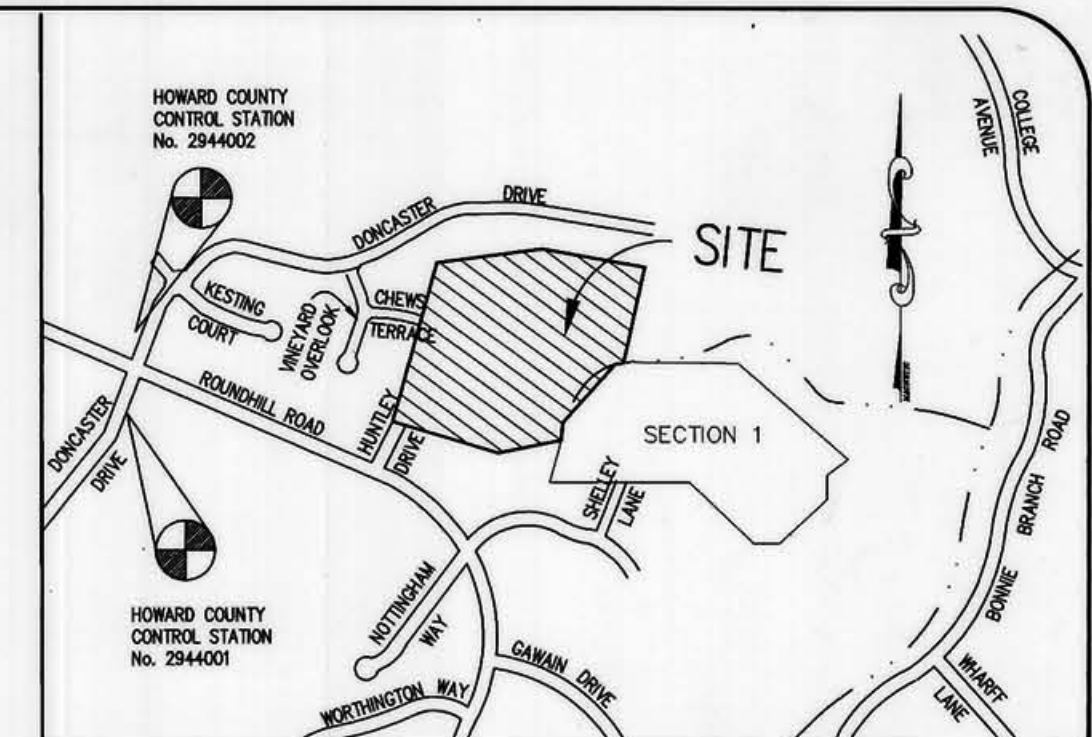 HOWARD COUNTY
CONTROL STATION
No. 2944002
COLLEGE
AVENUE
DONCASTER DRIVE
SITE
KESTING
COURT
VINEYARD
OVERLOOK
CHEWS
TERRACE
ROUNDHILL ROAD
HUNTLEY
DRIVE
DONCASTER
DRIVE
SECTION 1
SHELLEY
LANE
BONNIE BRANCH ROAD
HOWARD COUNTY
CONTROL STATION
No. 2944001
NOTTINGHAM
WAY
GAWAIN DRIVE
WORTHINGTON WAY
WHARFF
LANE